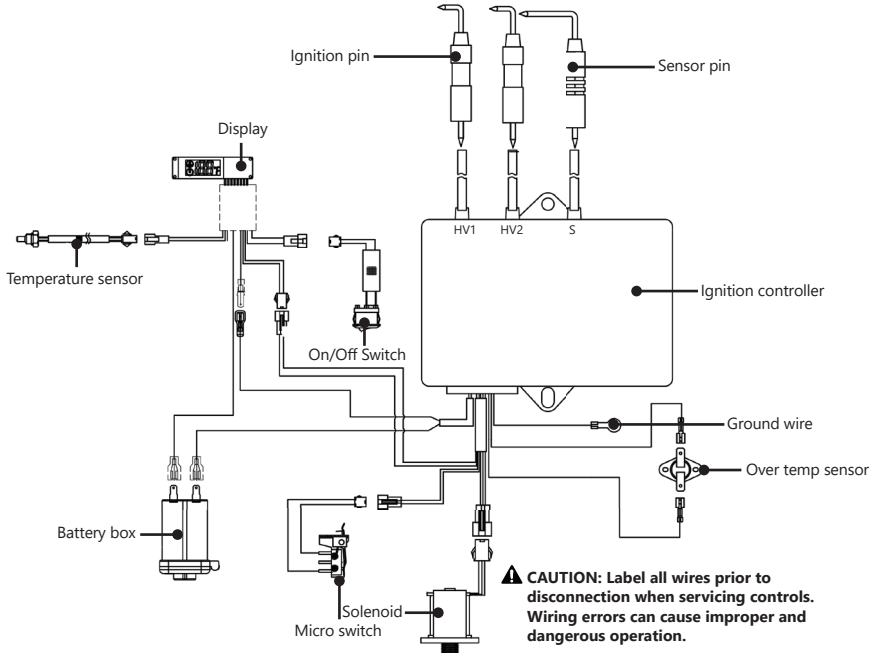 Ignition pin
Sensor pin
Display
HV1
HV2
S
Temperature sensor
Ignition controller
On/Off Switch
Ground wire
Over temp sensor
Battery box
Solenoid
Micro switch
CAUTION: Label all wires prior to
disconnection when servicing controls.
Wiring errors can cause improper and
dangerous operation.